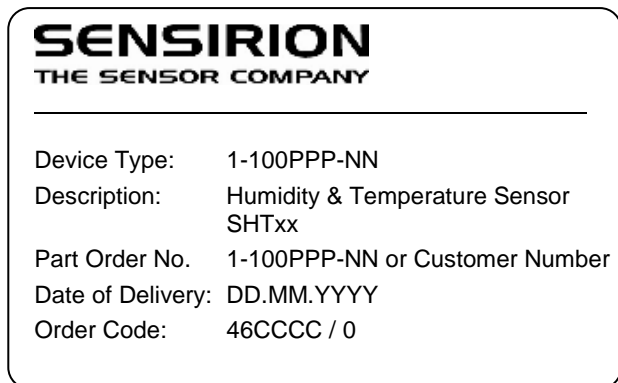 SENSIRION
THE SENSOR COMPANY
Device Type: 1-100PPP-NN
Description: Humidity & Temperature Sensor
SHTxx
Part Order No. 1-100PPP-NN or Customer Number
Date of Delivery: DD.MM.YYYY
Order Code: 46CCCC / 0